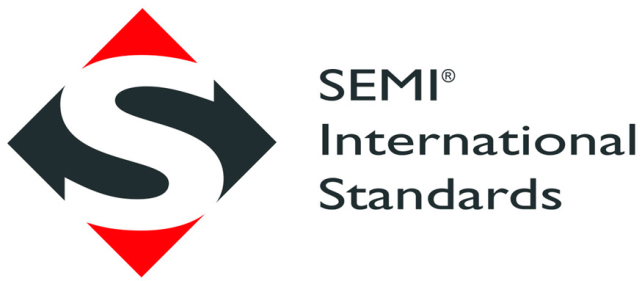 S
SEMI®
International
Standards